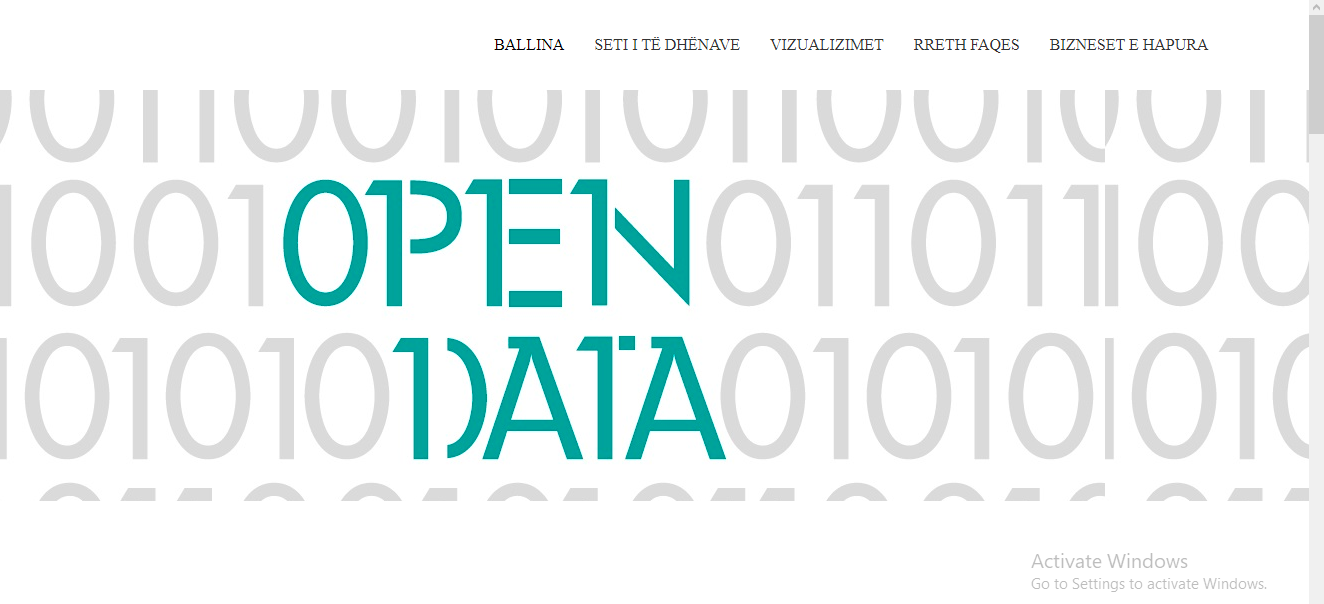 BALLINA SETI I TË DHËNAVE VIZUALIZIMET RRETH FAQES BIZNESET E HAPURA
OPEN
DATA
Activate Windows
Go to Settings to activate Windows.